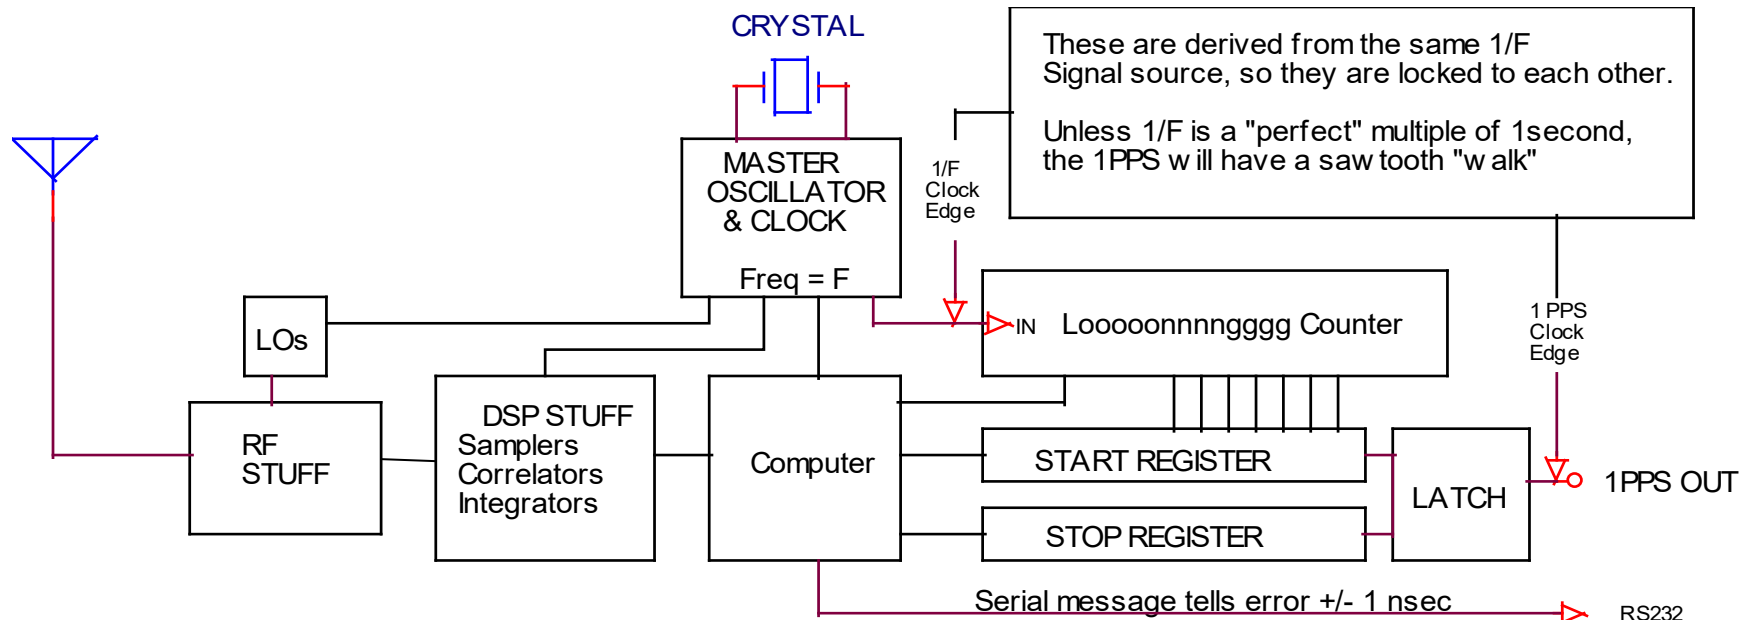 CRYSTAL
These are derived from the same 1/F
Signal source, so they are locked to each other.
Unless 1/F is a "perfect" multiple of 1second,
the 1PPS will have a saw tooth "walk"
MASTER
OSCILLATOR
& CLOCK
Freq = F
1/F
Clock
Edge
LOs
IN
Looooonnnngggg Counter
1 PPS
Clock
Edge
RF
STUFF
DSP STUFF
Samplers
Correlators
Integrators
Computer
START REGISTER
STOP REGISTER
LATCH
1PPS OUT
Serial message tells error +/- 1 nsec
RS232